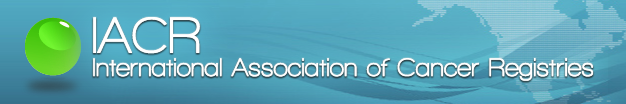 IACR
International Association of Cancer Registries